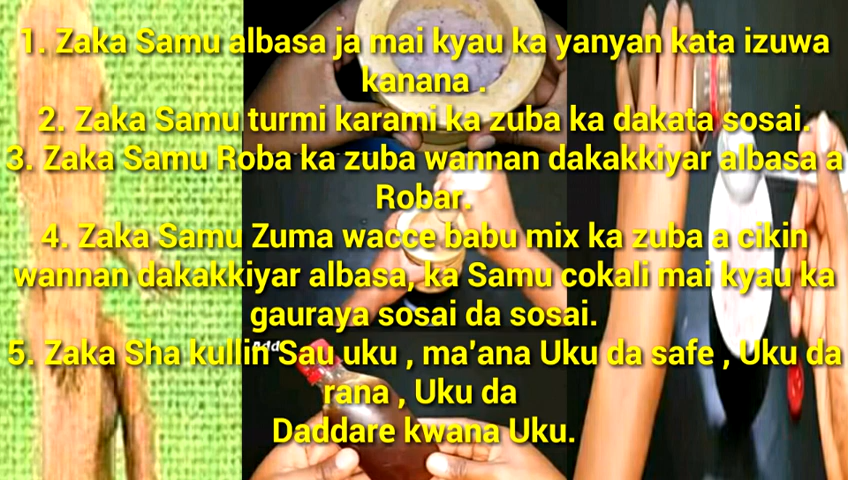 1. Zaka Samu albasa ja mai kyau ka yanyan kata izuwa
kanana .
2. Zaka Samu turmi karami ka zuba ka dakata sosai.
3. Zaka Samu Roba ka zuba wannan dakakkiyar albasa a
Robar.
4. Zaka Samu Zuma wacce babu mix ka zuba a cikin
wannan dakakkiyar albasa, ka Samu cokali mai kyau ka
gauraya sosai da sosai.
5. Zaka Sha kullin Sau uku , ma'ana Uku da safe , Uku da
rana , Uku da
Daddare kwana Uku.